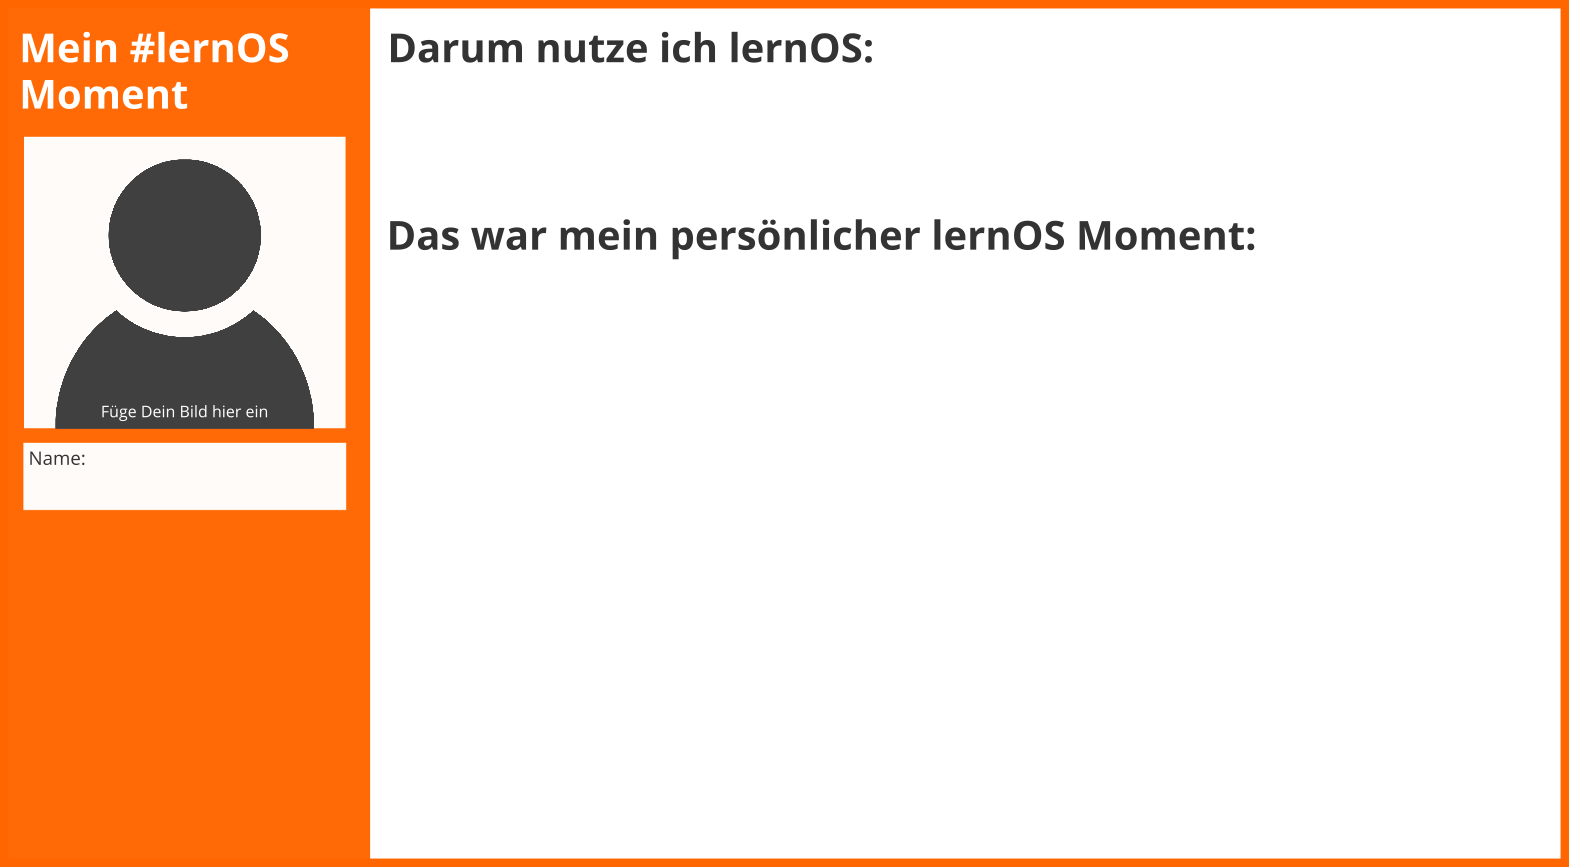 Mein #lernOS
Moment
Füge Dein Bild hier ein
Name:
Darum nutze ich lernOS:
Das war mein persönlicher lernOS Moment: